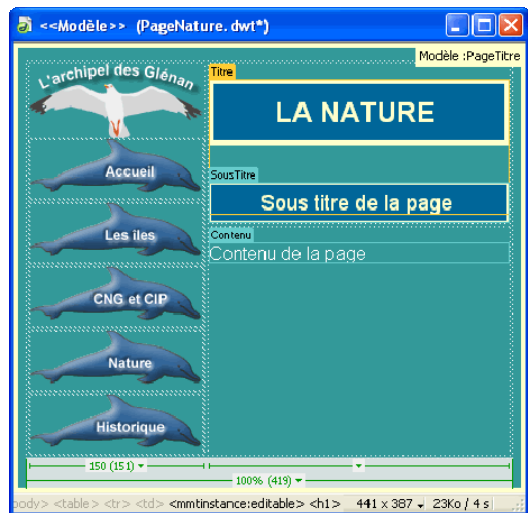 <<Modèle>> (PageNature.dwt*)
Modèle :PageTitre
L'archipel des Glénan
Titre
LA NATURE
Accueil
SousTitre
Sous titre de la page
Les îles
Contenu
Contenu de la page
CNG et CIP
Nature
Historique
150 (151)
100% (419)
body> <table> <tr> <td> <mmtinstance:editable> <h1> 441 x 387 23Ko / 4 s